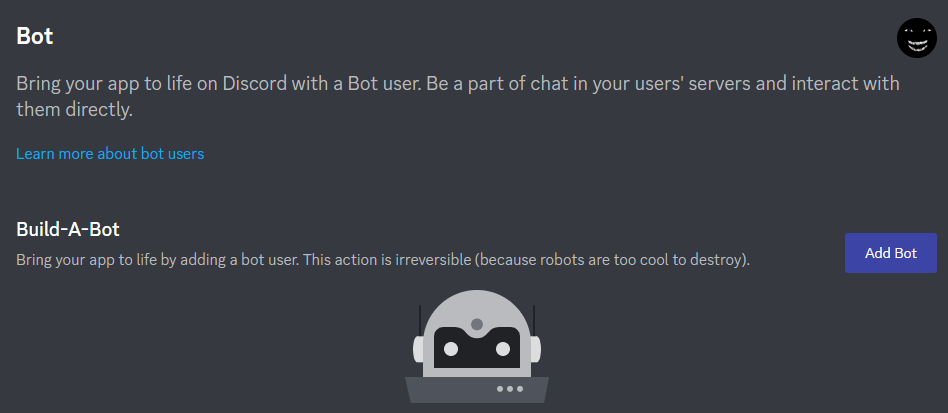 Bot
Bring your app to life on Discord with a Bot user. Be a part of chat in your users' servers and interact with
them directly.
Learn more about bot users
Build-A-Bot
Bring your app to life by adding a bot user. This action is irreversible (because robots are too cool to destroy).
Add Bot